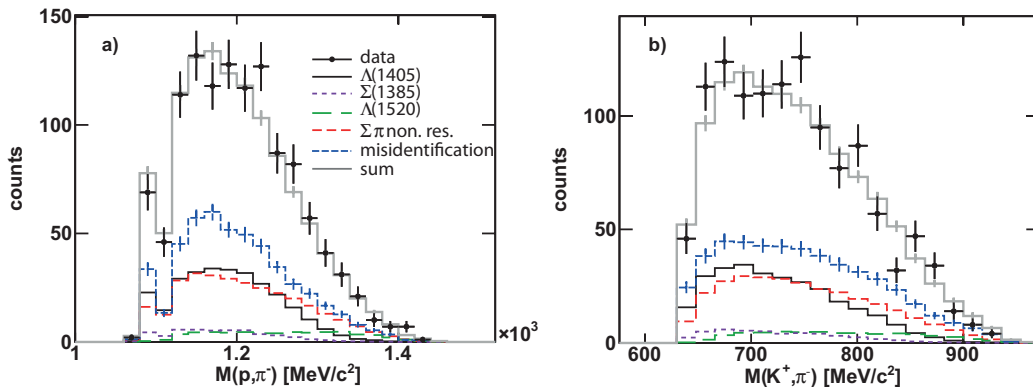 a)
150
100
50
0
counts
data
Λ(1405)
Σ(1385)
Λ(1520)
Σπ non. res.
misidentification
sum
1
1.2
1.4
×10³
M(p,π⁻) [MeV/c²]
b)
100
50
0
counts
600
700
800
900
M(K⁺,π⁻) [MeV/c²]